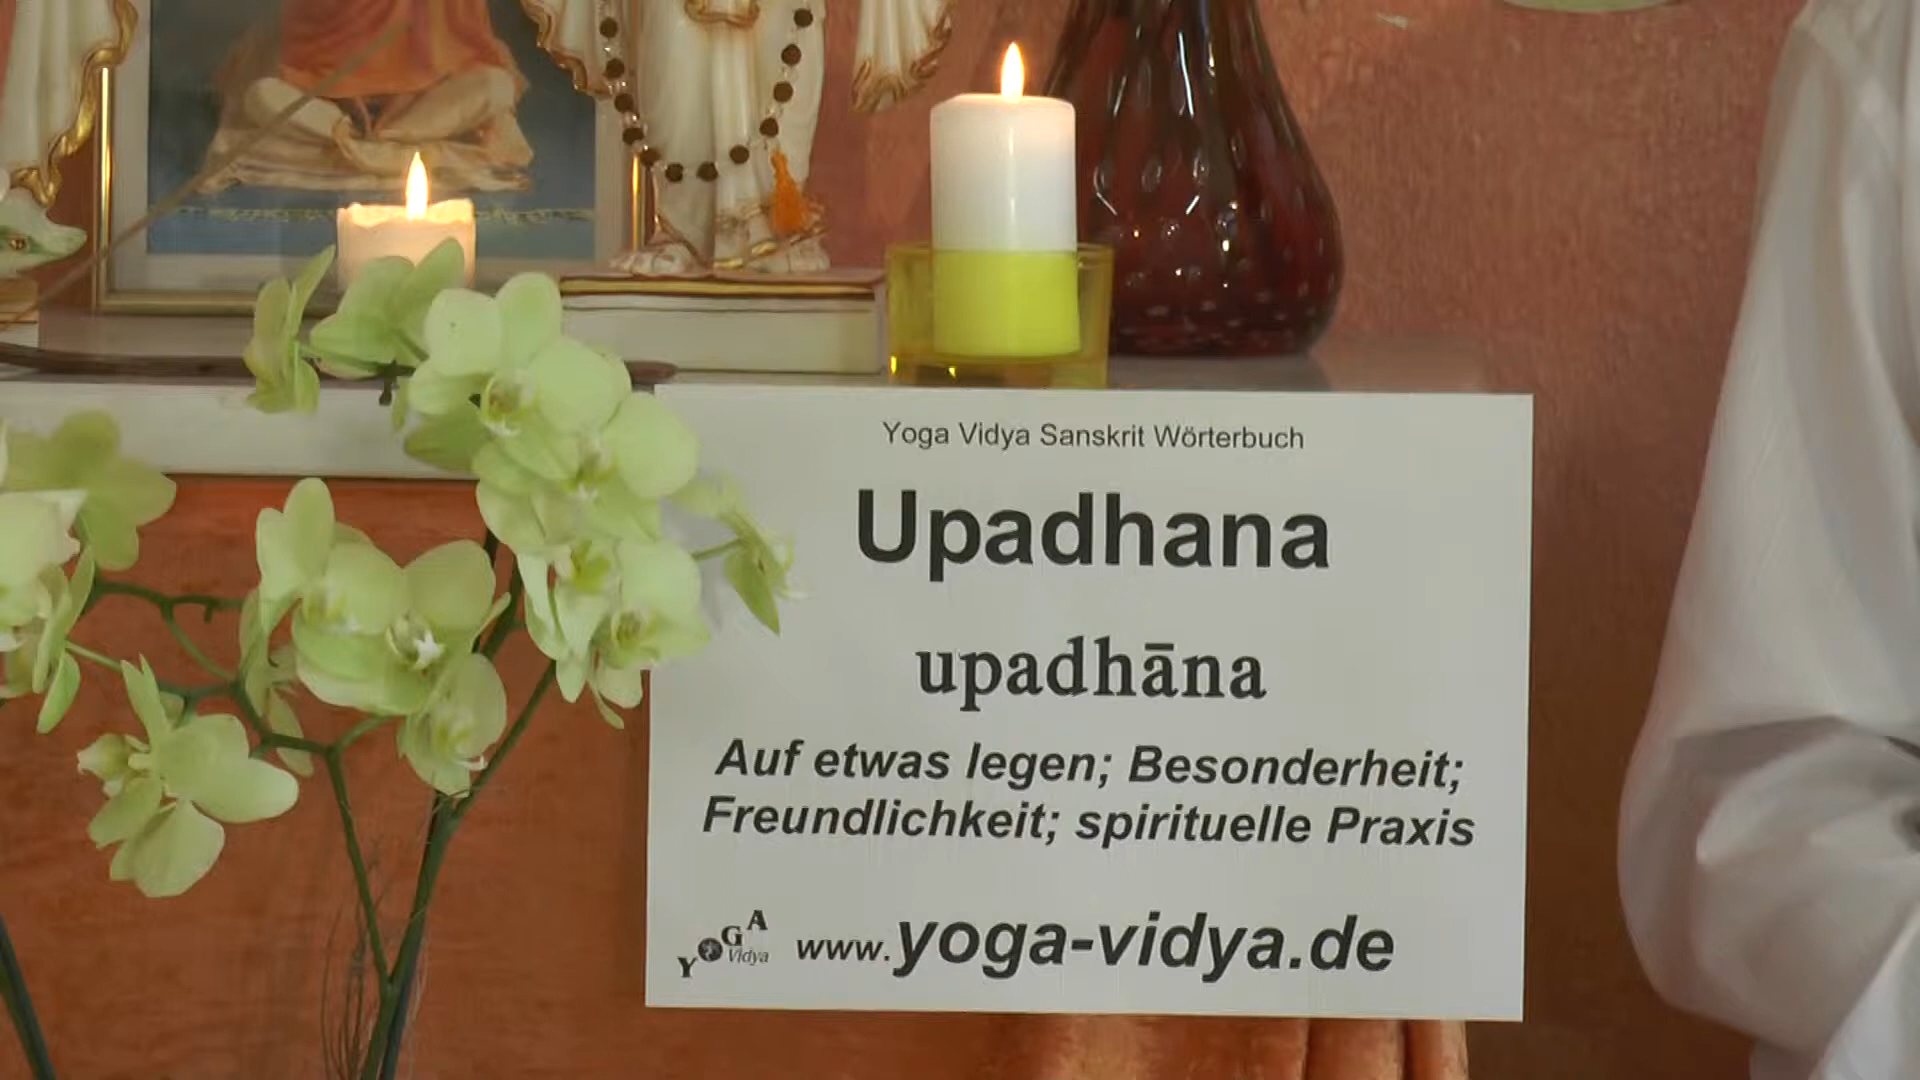 Yoga Vidya Sanskrit Wörterbuch
Upadhana
upadhāna
Auf etwas legen; Besonderheit;
Freundlichkeit; spirituelle Praxis
YOGA Vidya www.yoga-vidya.de